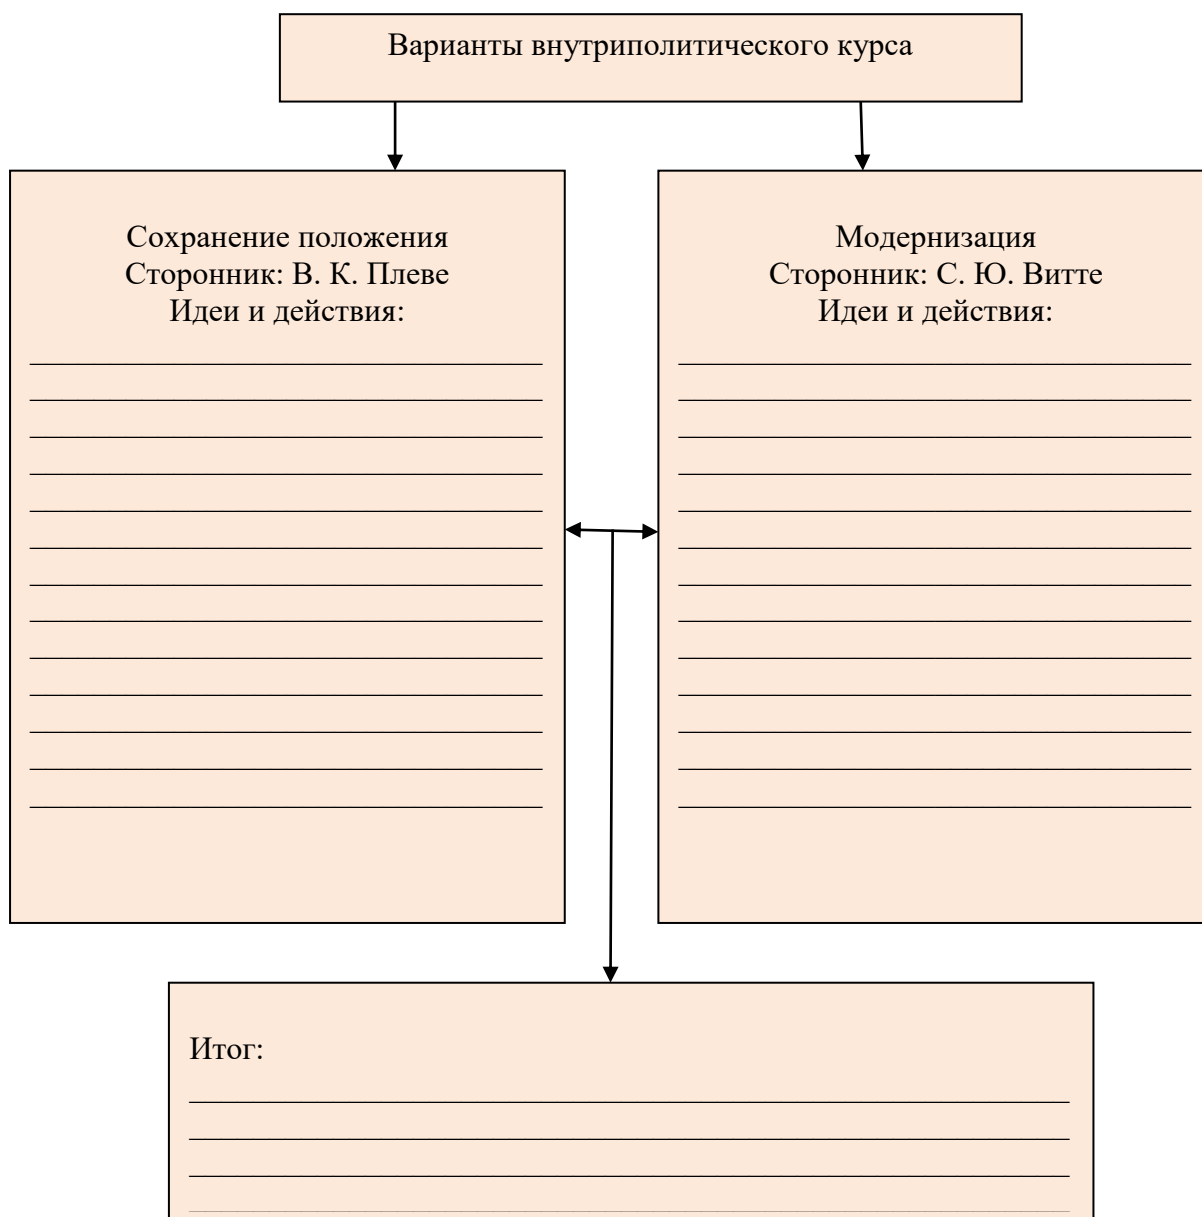 Варианты внутриполитического курса
Сохранение положения
Сторонник: В. К. Плеве
Идеи и действия:
Модернизация
Сторонник: С. Ю. Витте
Идеи и действия:
Итог: